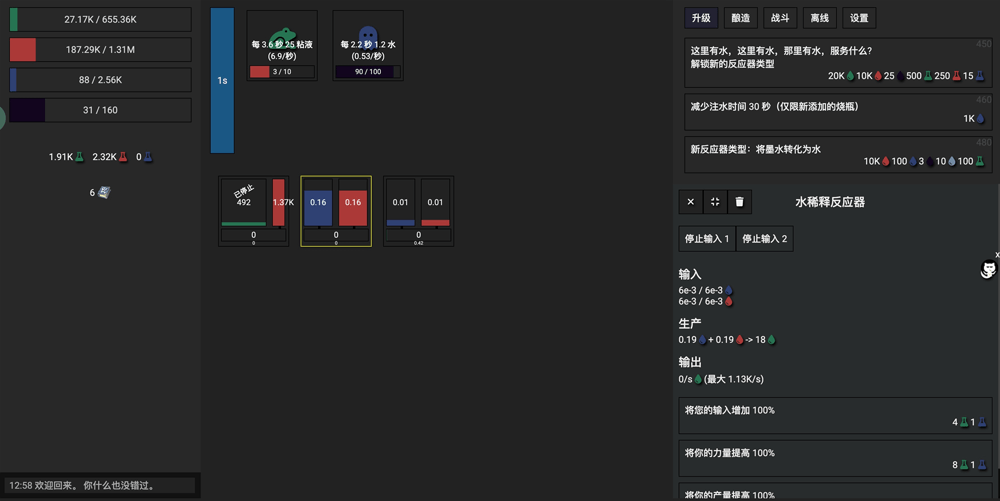 27.17K / 655.36K
187.29K / 1.31M
88 / 2.56K
31 / 160
1.91K 2.32K 0
6
12:58 欢迎回来。 你什么也没错过。
1s
每 3.6 秒 25 粘液
(6.9/秒)
3 / 10
每 2.2 秒 1.2 水
(0.53/秒)
90 / 100
已停止
492 1.37K
0
0
0.16 0.16
0
0
0.01 0.01
0
0.42
升级 酿造 战斗 离线 设置
450
这里有水，这里有水，那里有水，服务什么?
解锁新的反应器类型
20K 10K 25 500 250 15
460
减少注水时间 30 秒（仅限新添加的烧瓶）
1K
480
新反应器类型：将墨水转化为水
10K 100 3 10 100
水稀释反应器
停止输入 1 停止输入 2
x
输入
6e-3 / 6e-3
6e-3 / 6e-3
生产
0.19 + 0.19 -> 18
输出
0/s (最大 1.13K/s)
将您的输入增加 100%
4 1
将你的力量提高 100%
8 1
将你的产量提高 100%